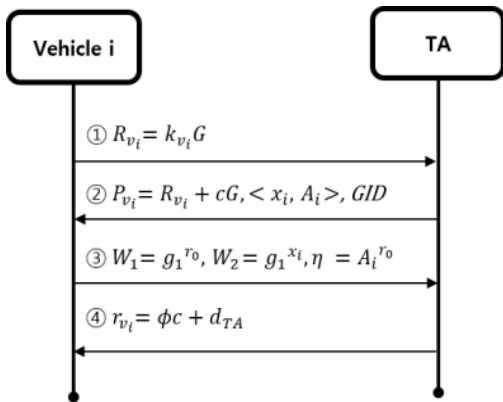 Vehicle i
TA
① R_{v_i} = k_{v_i}G
② P_{v_i} = R_{v_i} + cG, < x_i, A_i >, GID
③ W_1 = g_1^{r_0}, W_2 = g_1^{x_i}, η = A_i^{r_0}
④ r_{v_i} = ϕc + d_{TA}